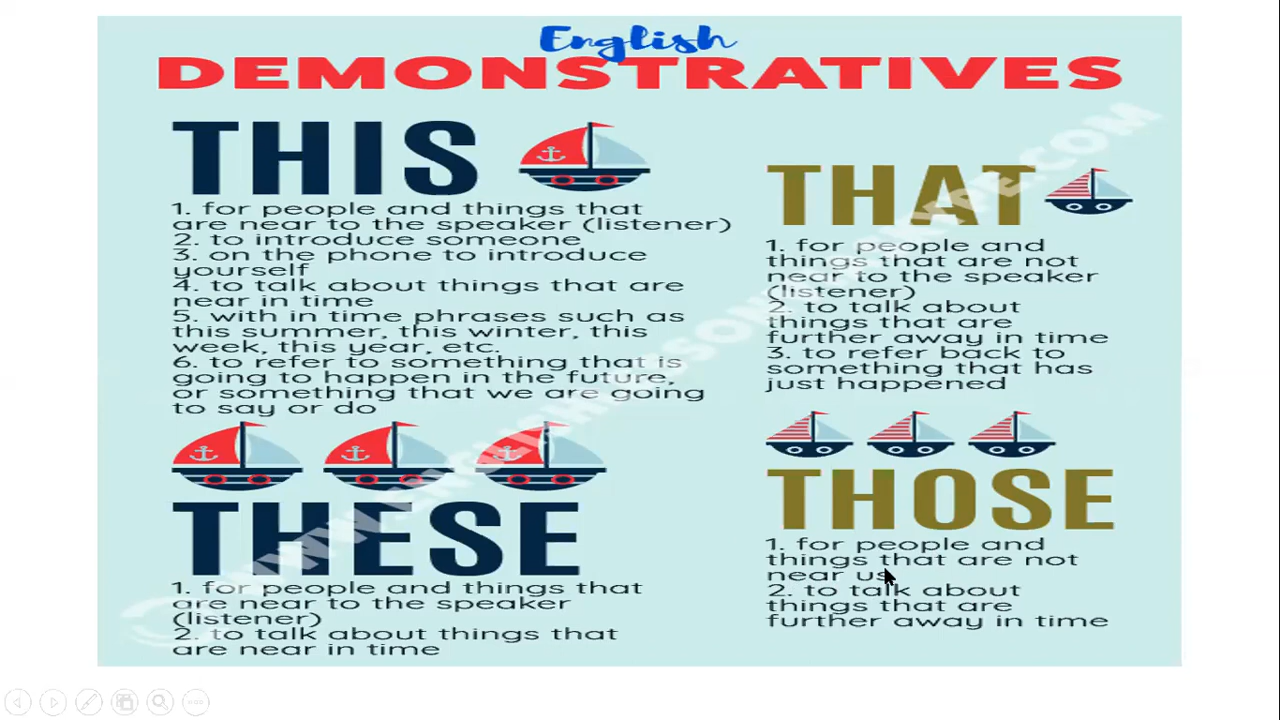 English
DEMONSTRATIVES
THIS
1. for people and things that
are near to the speaker (listener)
2. to introduce someone
3. on the phone to introduce
yourself
4. to talk about things that are
near in time
5. with in time phrases such as
this summer, this winter, this
week, this year, etc.
6. to refer to something that is
going to happen in the future,
or something that we are going
to say or do
THAT
1. for people and
things that are not
near to the speaker
(listener)
2. to talk about
things that are
further away in time
3. to refer back to
something that has
just happened
THESE
1. for people and things that
are near to the speaker
(listener)
2. to talk about things that
are near in time
THOSE
1. for people and
things that are not
near us
2. to talk about
things that are
further away in time